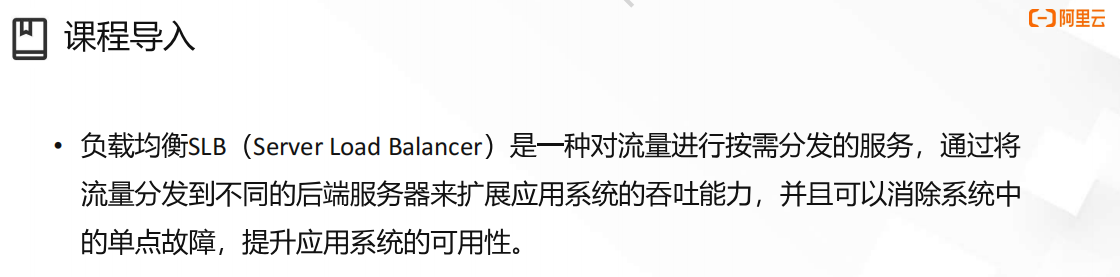 课程导入
阿里云
• 负载均衡SLB（Server Load Balancer）是一种对流量进行按需分发的服务，通过将
流量分发到不同的后端服务器来扩展应用系统的吞吐能力，并且可以消除系统中
的单点故障，提升应用系统的可用性。